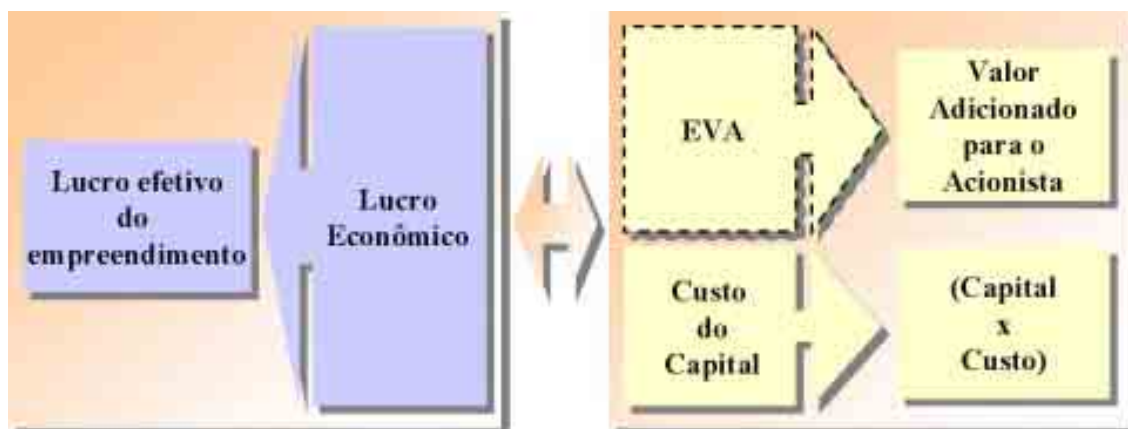 Lucro efetivo
do
empreendimento
Lucro
Econômico
EVA
Valor
Adicionado
para o
Acionista
Custo
do
Capital
(Capital
x
Custo)